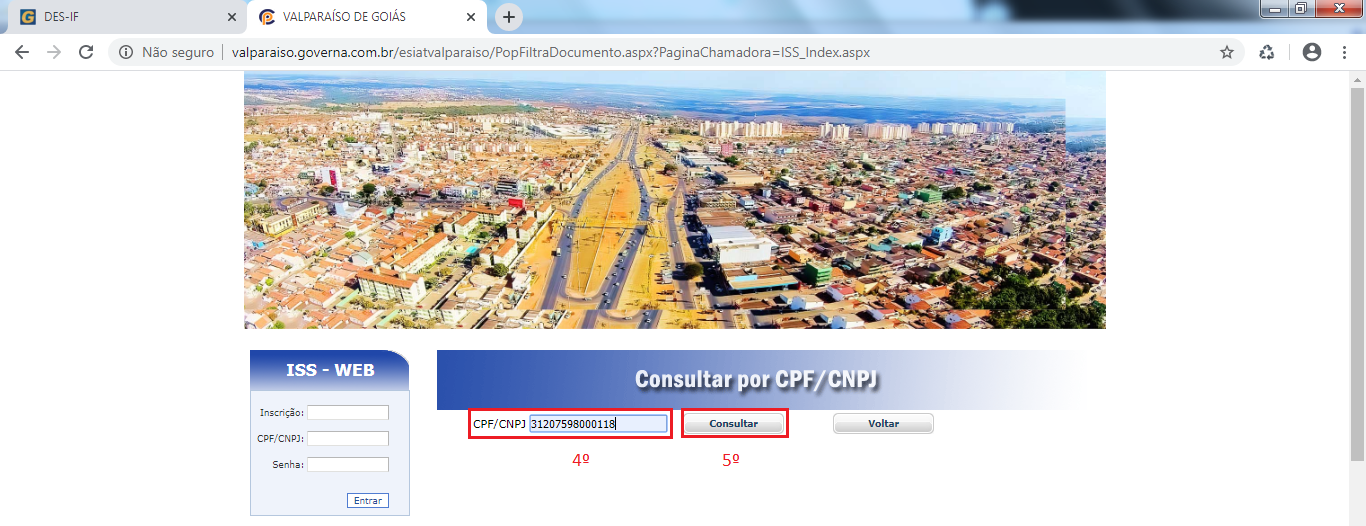 DES-IF
VALPARAÍSO DE GOIÁS
Não seguro | valparaiso.governa.com.br/esiatvalparaiso/PopFiltraDocumento.aspx?PaginaChamadora=ISS_Index.aspx
ISS - WEB
Inscrição:
CPF/CNPJ:
Senha:
Entrar
Consultar por CPF/CNPJ
CPF/CNPJ 31207598000118 Consultar Voltar
4º 5º